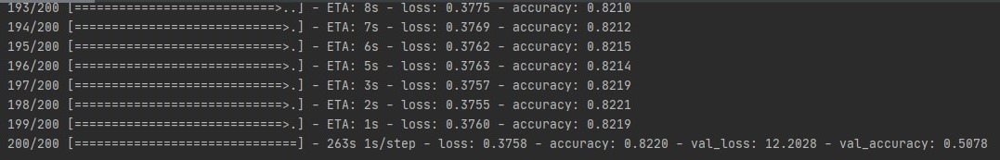 193/200 [============================>..] - ETA: 8s - loss: 0.3775 - accuracy: 0.8210
194/200 [============================>.] - ETA: 7s - loss: 0.3769 - accuracy: 0.8212
195/200 [============================>.] - ETA: 6s - loss: 0.3762 - accuracy: 0.8215
196/200 [============================>.] - ETA: 5s - loss: 0.3763 - accuracy: 0.8214
197/200 [============================>.] - ETA: 3s - loss: 0.3757 - accuracy: 0.8219
198/200 [============================>.] - ETA: 2s - loss: 0.3755 - accuracy: 0.8221
199/200 [============================>.] - ETA: 1s - loss: 0.3760 - accuracy: 0.8219
200/200 [==============================] - 263s 1s/step - loss: 0.3758 - accuracy: 0.8220 - val_loss: 12.2028 - val_accuracy: 0.5078